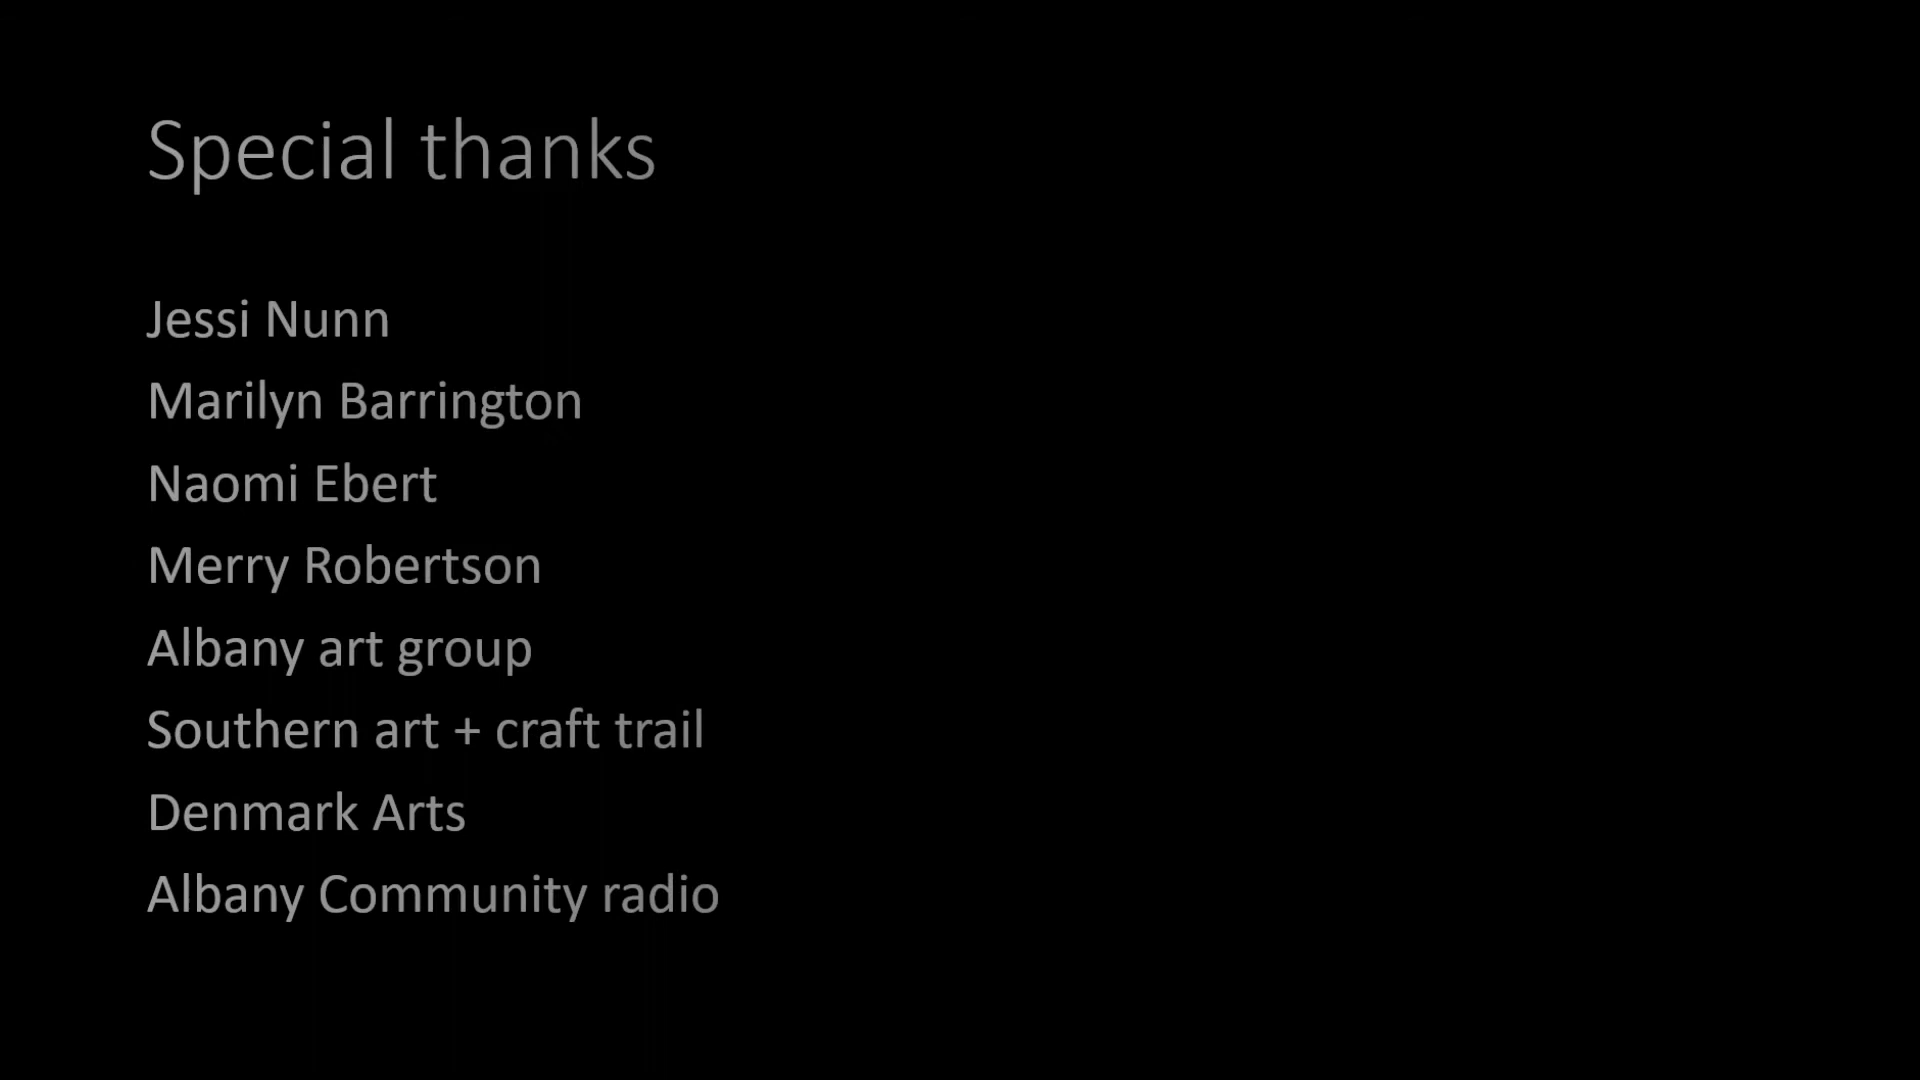 Special thanks
Jessi Nunn
Marilyn Barrington
Naomi Ebert
Merry Robertson
Albany art group
Southern art + craft trail
Denmark Arts
Albany Community radio